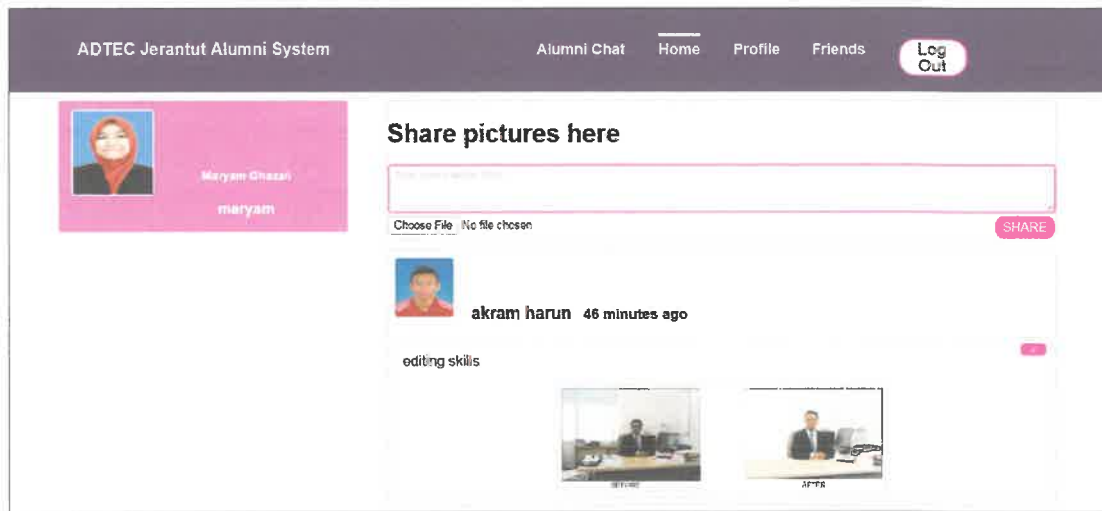 ADTEC Jerantut Alumni System
Alumni Chat Home Profile Friends Log Out
Maryam Ghazali
maryam
Share pictures here
Choose File No file chosen
SHARE
akram harun 46 minutes ago
editing skills
BEFORE
AFTER